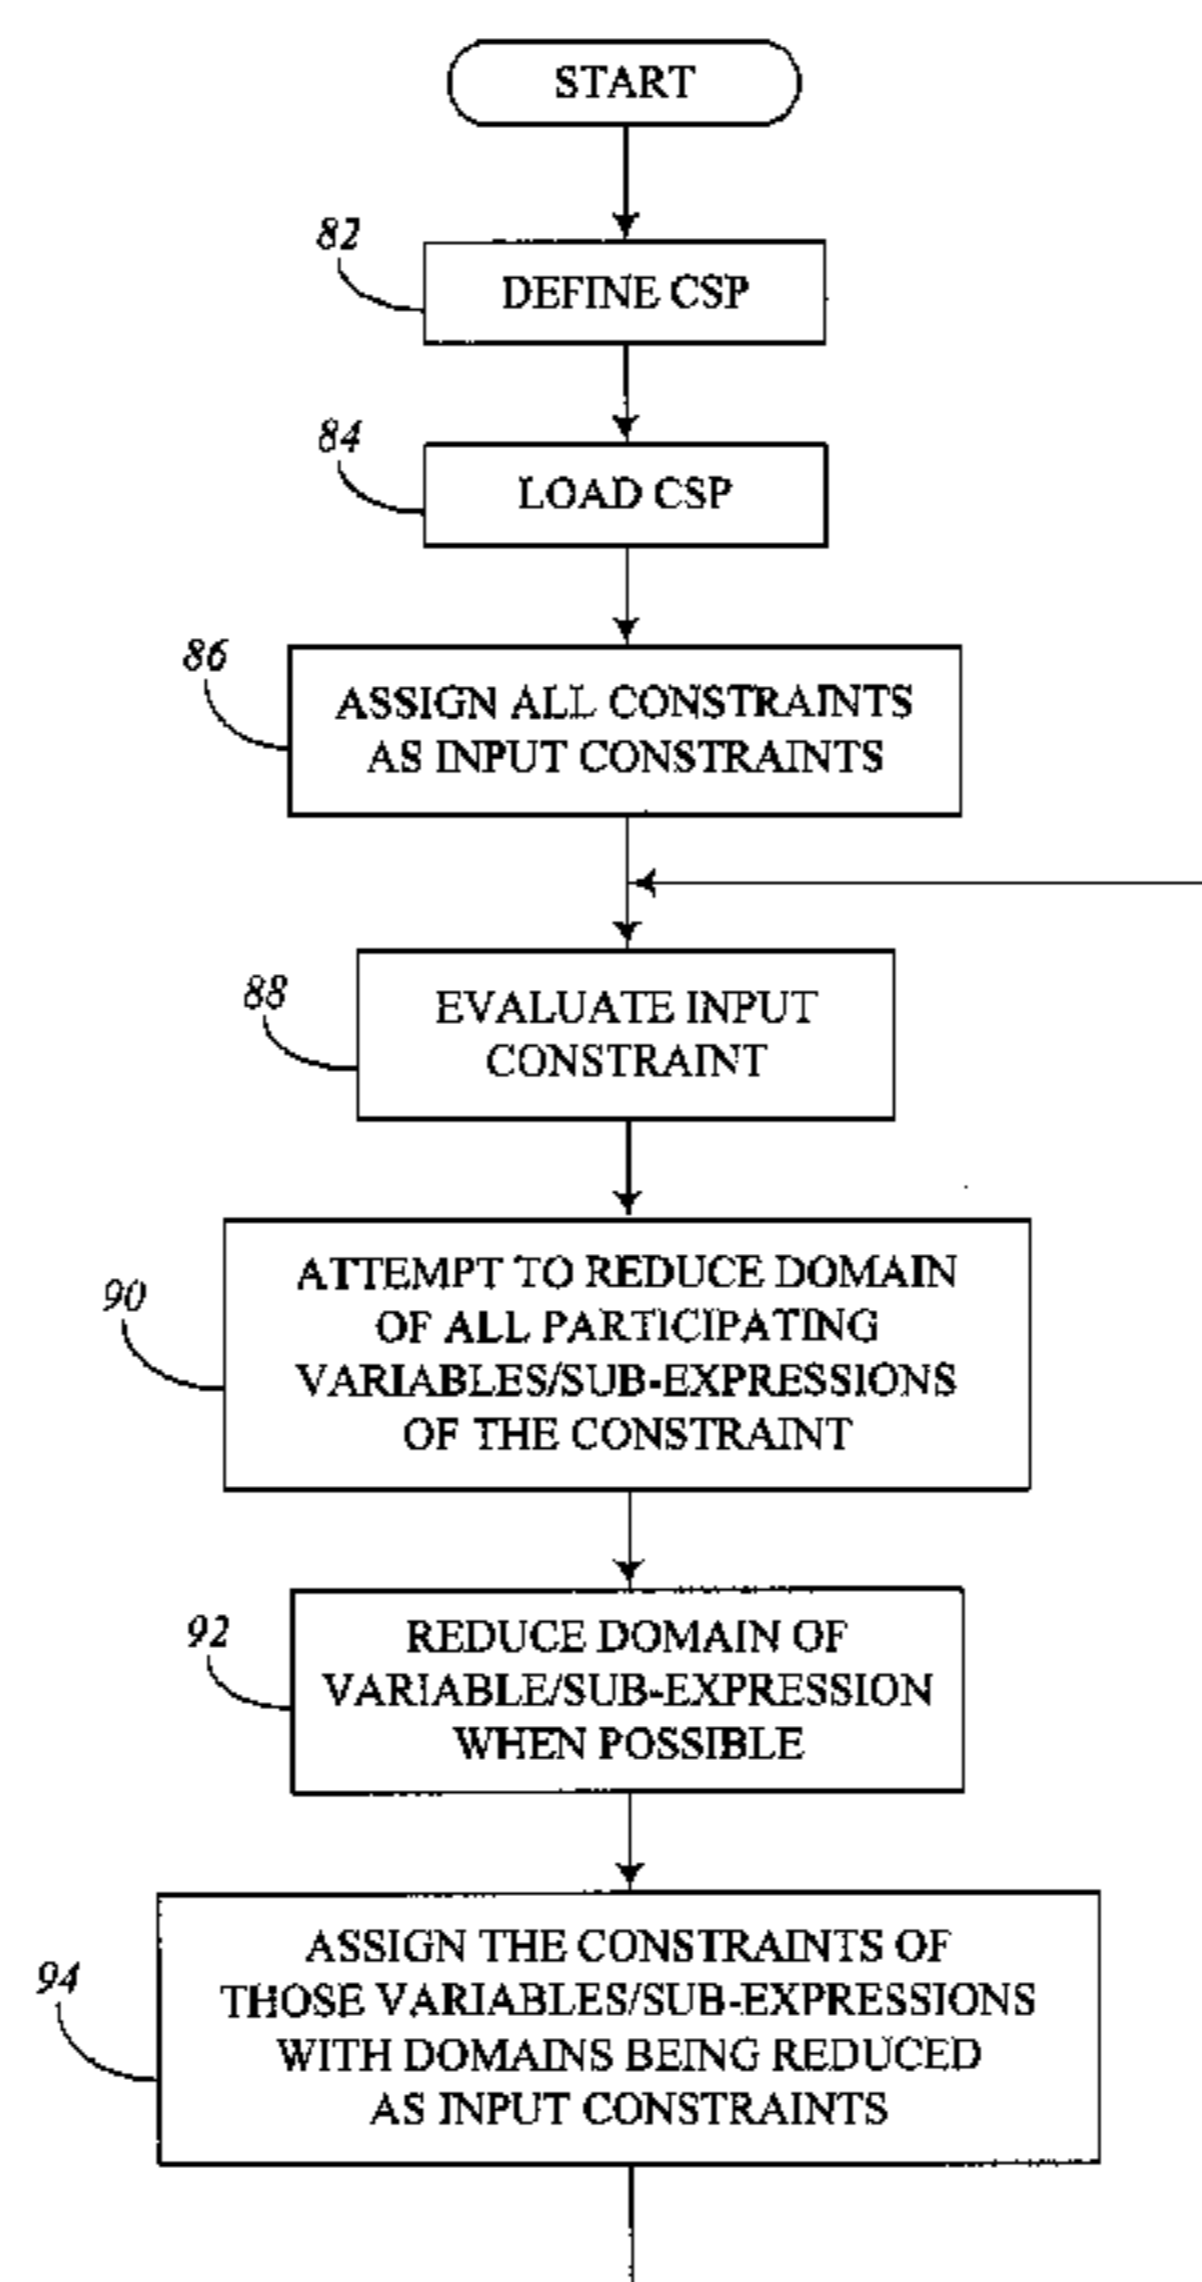 START
82
DEFINE CSP
84
LOAD CSP
86
ASSIGN ALL CONSTRAINTS
AS INPUT CONSTRAINTS
88
EVALUATE INPUT
CONSTRAINT
90
ATTEMPT TO REDUCE DOMAIN
OF ALL PARTICIPATING
VARIABLES/SUB-EXPRESSIONS
OF THE CONSTRAINT
92
REDUCE DOMAIN OF
VARIABLE/SUB-EXPRESSION
WHEN POSSIBLE
94
ASSIGN THE CONSTRAINTS OF
THOSE VARIABLES/SUB-EXPRESSIONS
WITH DOMAINS BEING REDUCED
AS INPUT CONSTRAINTS